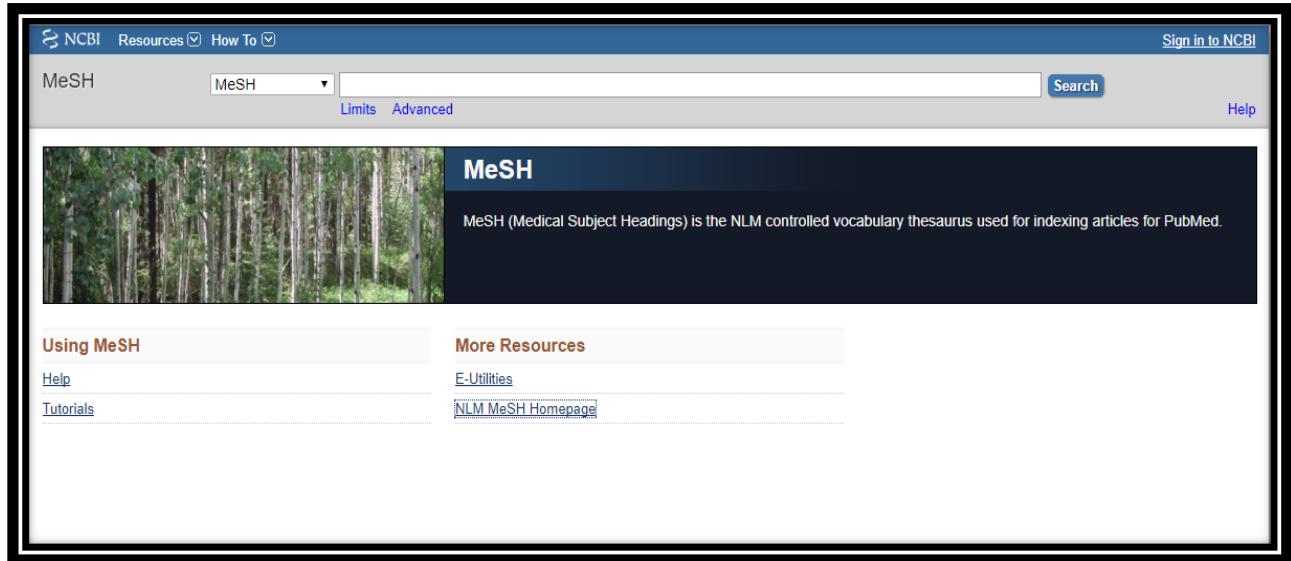 NCBI Resources How To Sign in to NCBI
MeSH MeSH Search
Limits Advanced Help
MeSH
MeSH (Medical Subject Headings) is the NLM controlled vocabulary thesaurus used for indexing articles for PubMed.
Using MeSH More Resources
Help E-Utilities
Tutorials NLM MeSH Homepage